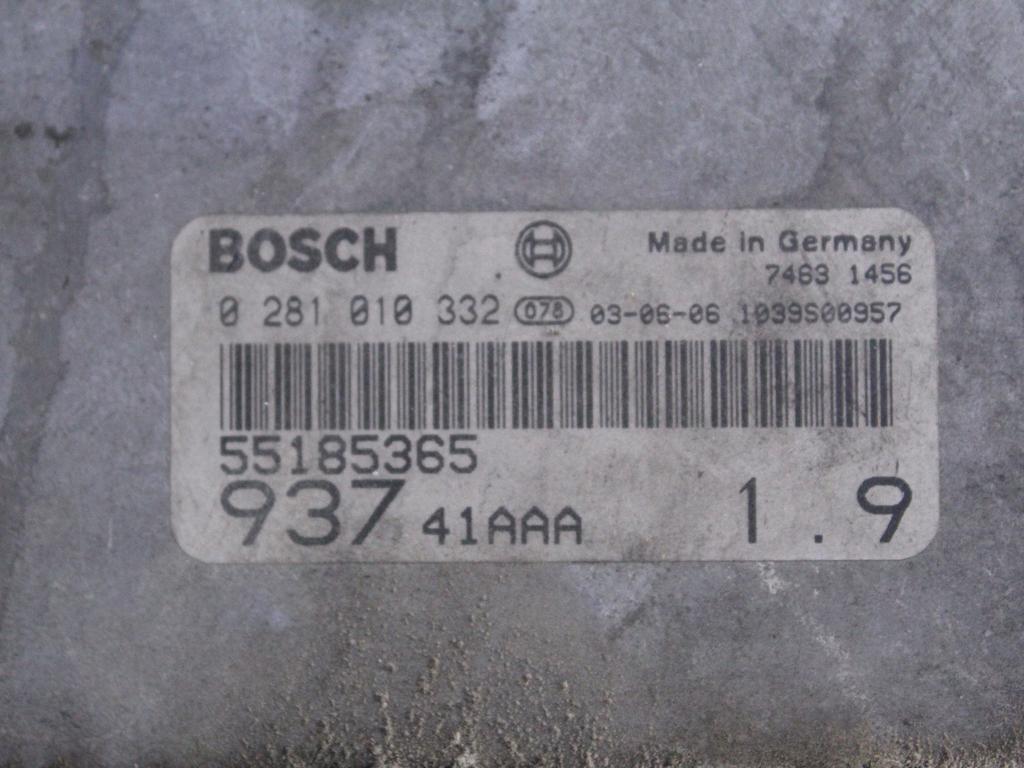 BOSCH Made in Germany
7463 1456
0 281 010 332 078 03-06-06 1039S00957
55185365
937 41AAA 1.9